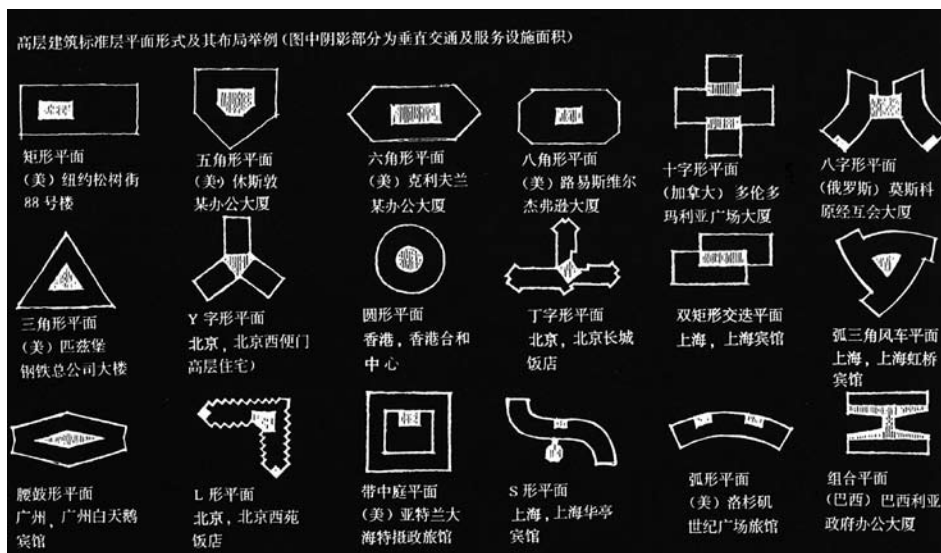 高层建筑标准层平面形式及其布局举例(图中阴影部分为垂直交通及服务设施面积)
矩形平面
(美)纽约松树街
88号楼
五角形平面
(美)休斯敦
某办公大厦
六角形平面
(美)克利夫兰
某办公大厦
八角形平面
(美)路易斯维尔
杰弗逊大厦
十字形平面
(加拿大)多伦多
玛利亚广场大厦
八字形平面
(俄罗斯)莫斯科
原经互会大厦
三角形平面
(美)匹兹堡
钢铁总公司大楼
Y字形平面
北京,北京西便门
高层住宅)
圆形平面
香港,香港合和
中心
丁字形平面
北京,北京长城
饭店
双矩形交迭平面
上海,上海宾馆
弧三角风车平面
上海,上海虹桥
宾馆
腰鼓形平面
广州,广州白天鹅
宾馆
L形平面
北京,北京西苑
饭店
带中庭平面
(美)亚特兰大
海特摄政旅馆
S形平面
上海,上海华亭
宾馆
弧形平面
(美)洛杉矶
世纪广场旅馆
组合平面
(巴西)巴西利亚
政府办公大厦